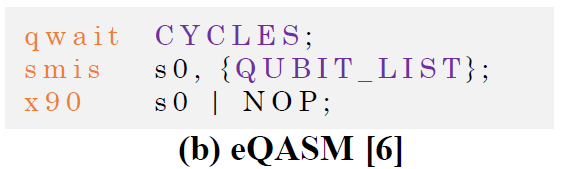 qwait CYCLES;
smis s0, {QUBIT_LIST};
x90 s0 | NOP;
(b) eQASM [6]